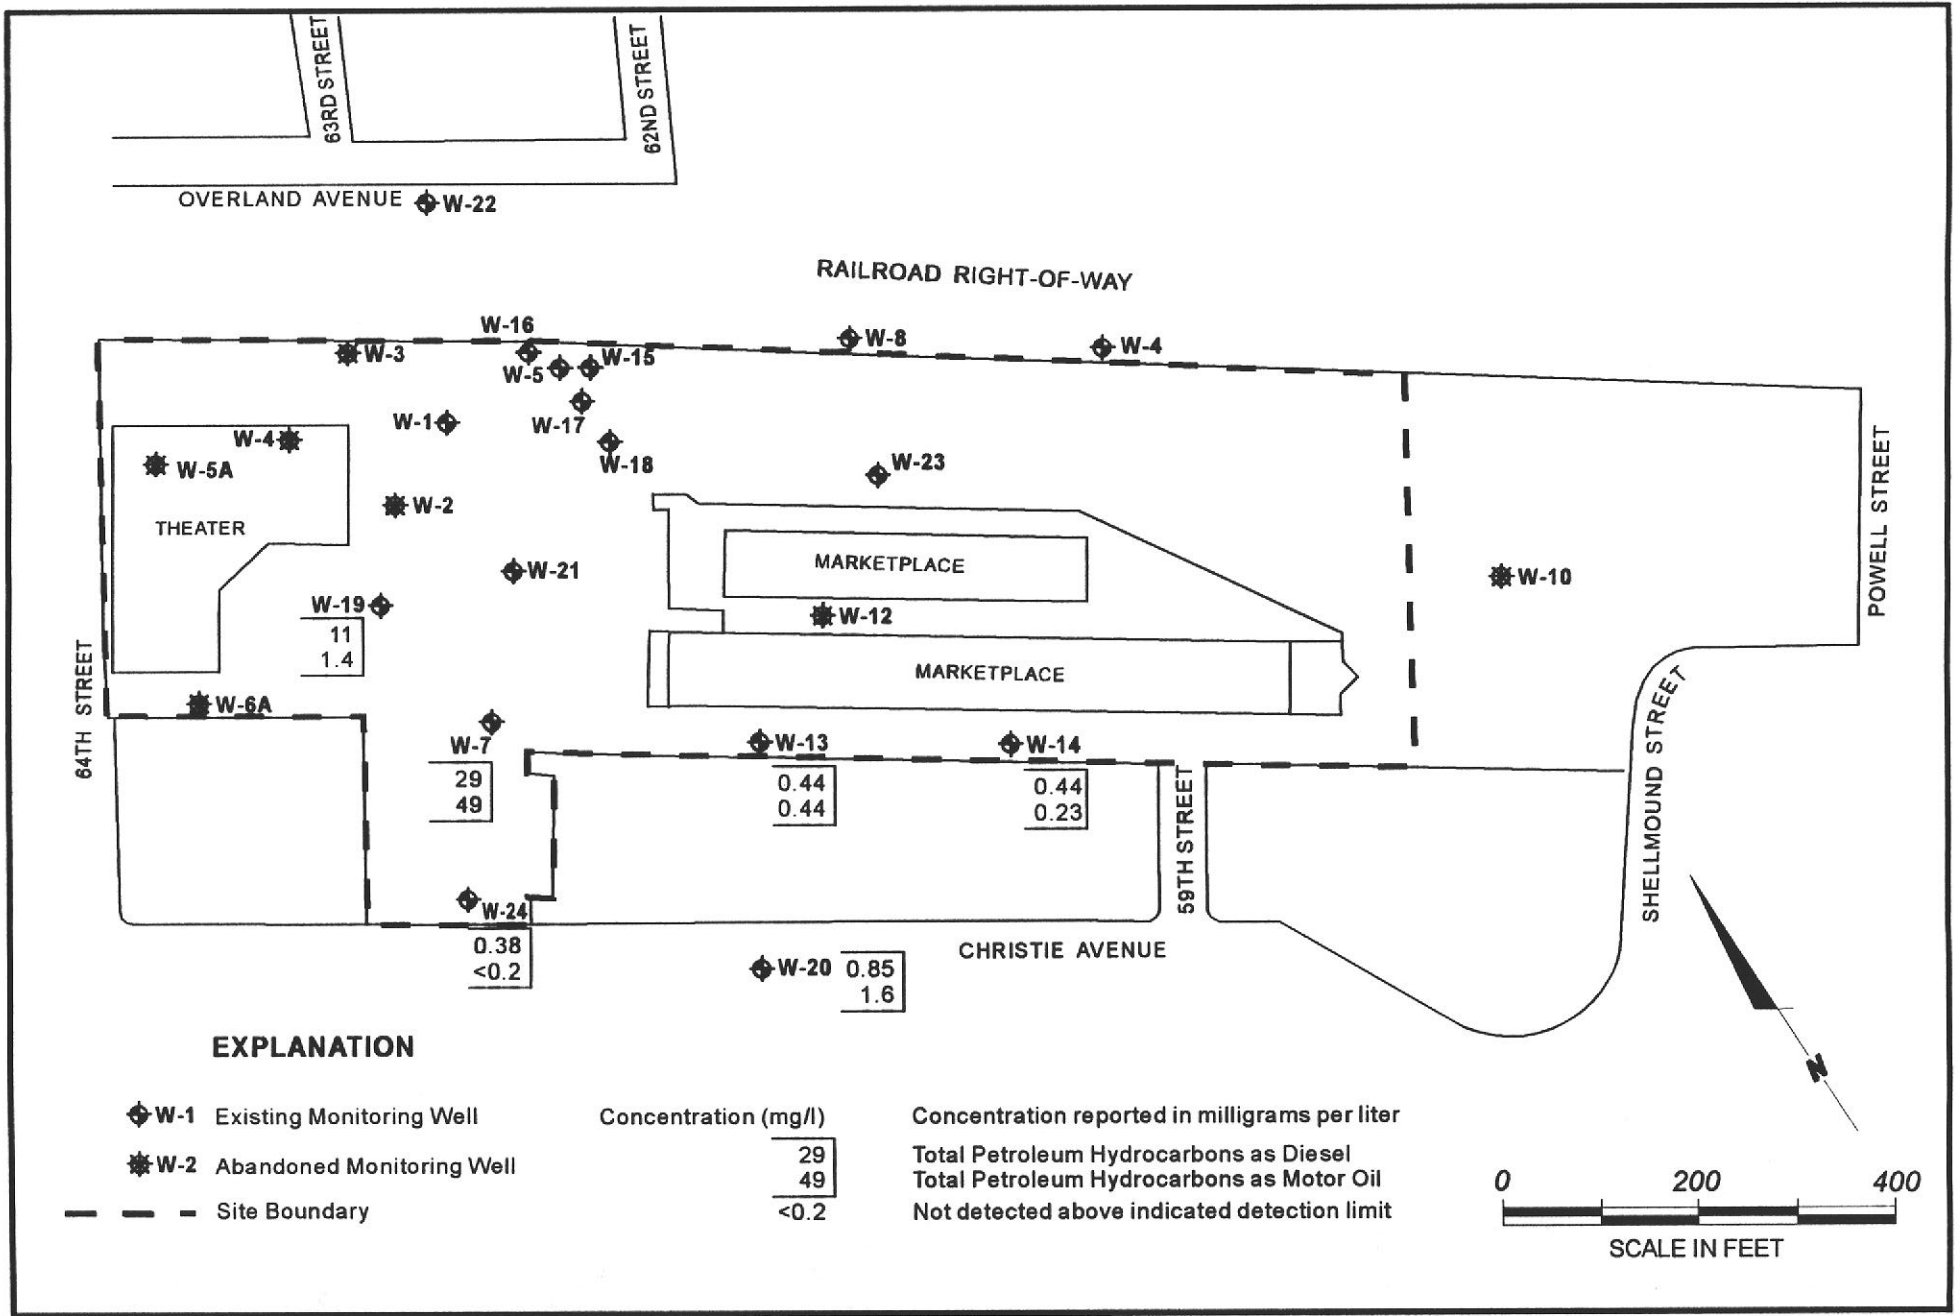 63RD STREET
62ND STREET
OVERLAND AVENUE
W-22
RAILROAD RIGHT-OF-WAY
W-16
W-3
W-5
W-15
W-8
W-4
W-1
W-17
W-4
W-18
W-5A
W-23
W-2
THEATER
MARKETPLACE
W-21
W-10
POWELL STREET
W-19
11
1.4
W-12
MARKETPLACE
64TH STREET
W-6A
W-7
29
49
W-13
0.44
0.44
W-14
0.44
0.23
59TH STREET
SHELLMOUND STREET
W-24
0.38
<0.2
W-20
0.85
1.6
CHRISTIE AVENUE
N
EXPLANATION
W-1 Existing Monitoring Well
W-2 Abandoned Monitoring Well
Site Boundary
Concentration (mg/l)
29
49
<0.2
Concentration reported in milligrams per liter
Total Petroleum Hydrocarbons as Diesel
Total Petroleum Hydrocarbons as Motor Oil
Not detected above indicated detection limit
0 200 400
SCALE IN FEET